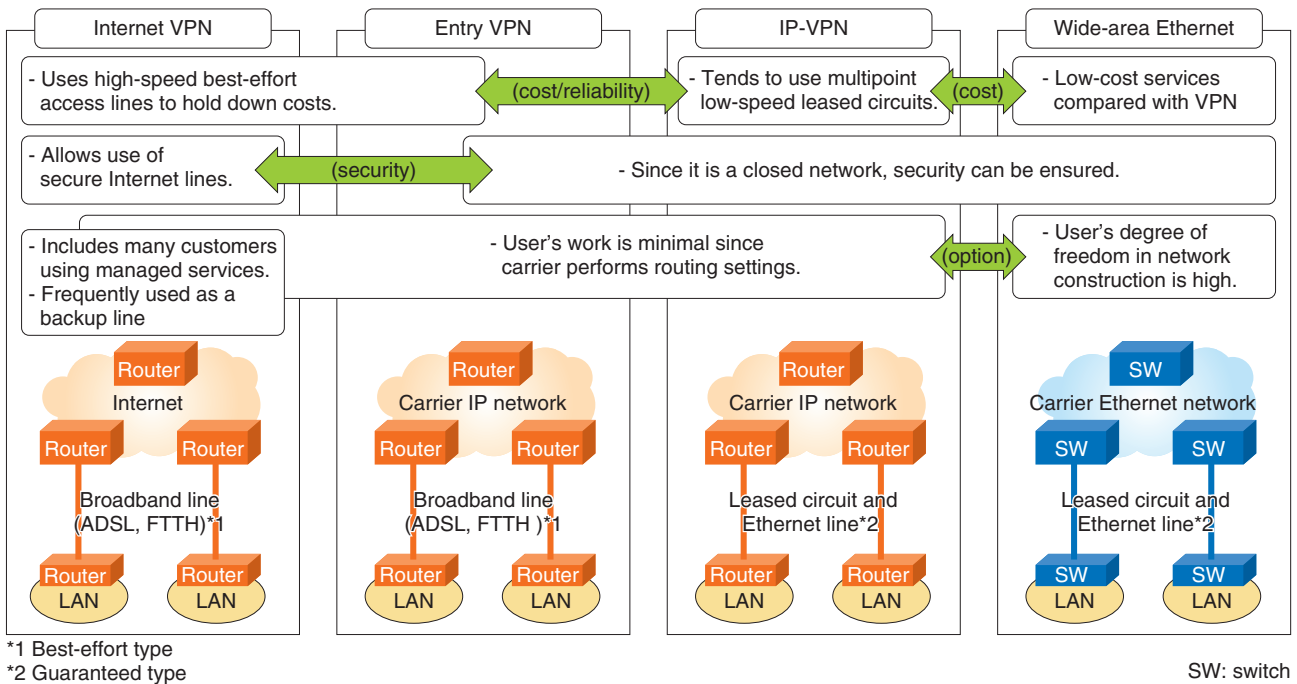 Internet VPN
Entry VPN
IP-VPN
Wide-area Ethernet
- Uses high-speed best-effort
access lines to hold down costs.
(cost/reliability)
- Tends to use multipoint
low-speed leased circuits.
(cost)
- Low-cost services
compared with VPN
- Allows use of
secure Internet lines.
(security)
- Since it is a closed network, security can be ensured.
- Includes many customers
using managed services.
- Frequently used as a
backup line
- User's work is minimal since
carrier performs routing settings.
(option)
- User's degree of
freedom in network
construction is high.
Router
Internet
Router
Router
Broadband line
(ADSL, FTTH)*1
Router
Router
LAN
LAN
Router
Carrier IP network
Router
Router
Broadband line
(ADSL, FTTH )*1
Router
Router
LAN
LAN
Router
Carrier IP network
Router
Router
Leased circuit and
Ethernet line*2
Router
Router
LAN
LAN
SW
Carrier Ethernet network
SW
SW
Leased circuit and
Ethernet line*2
SW
SW
LAN
LAN
*1 Best-effort type
*2 Guaranteed type
SW: switch